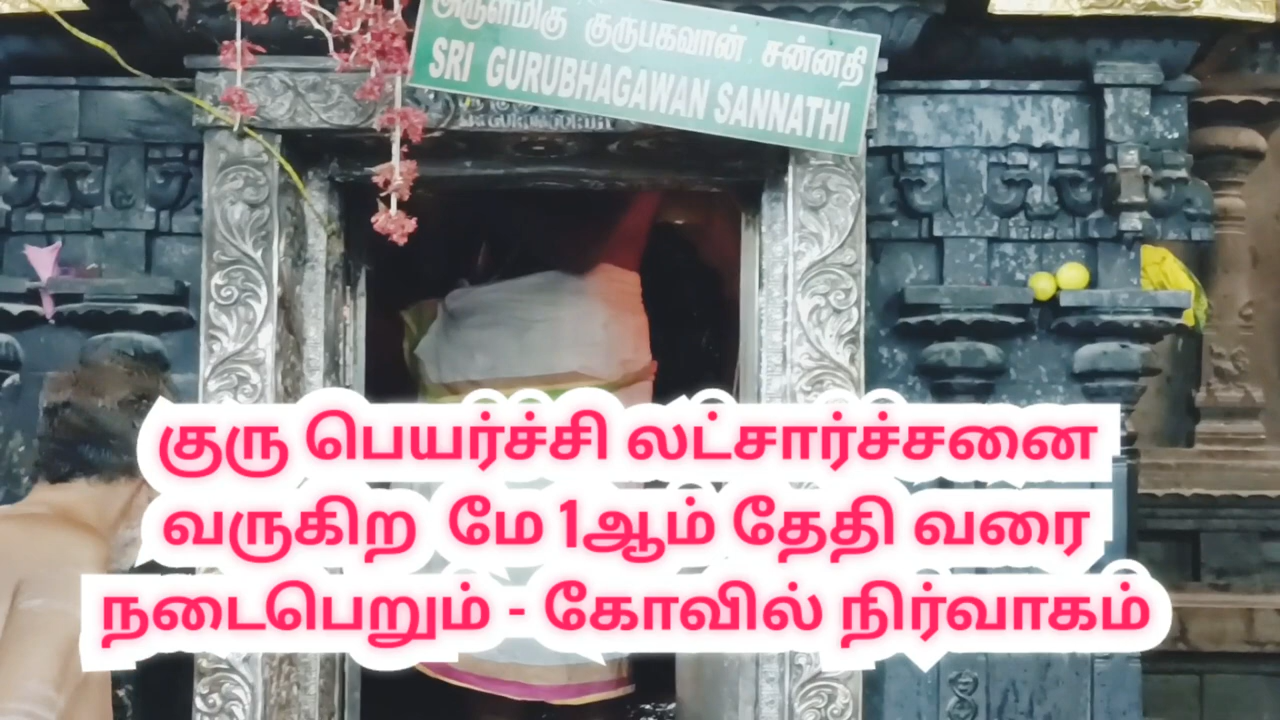 அருள்மிகு குருபகவான் சன்னதி
SRI GURUBHAGAWAN SANNATHI
குரு பெயர்ச்சி லட்சார்ச்சனை
வருகிற மே 1ஆம் தேதி வரை
நடைபெறும் - கோவில் நிர்வாகம்